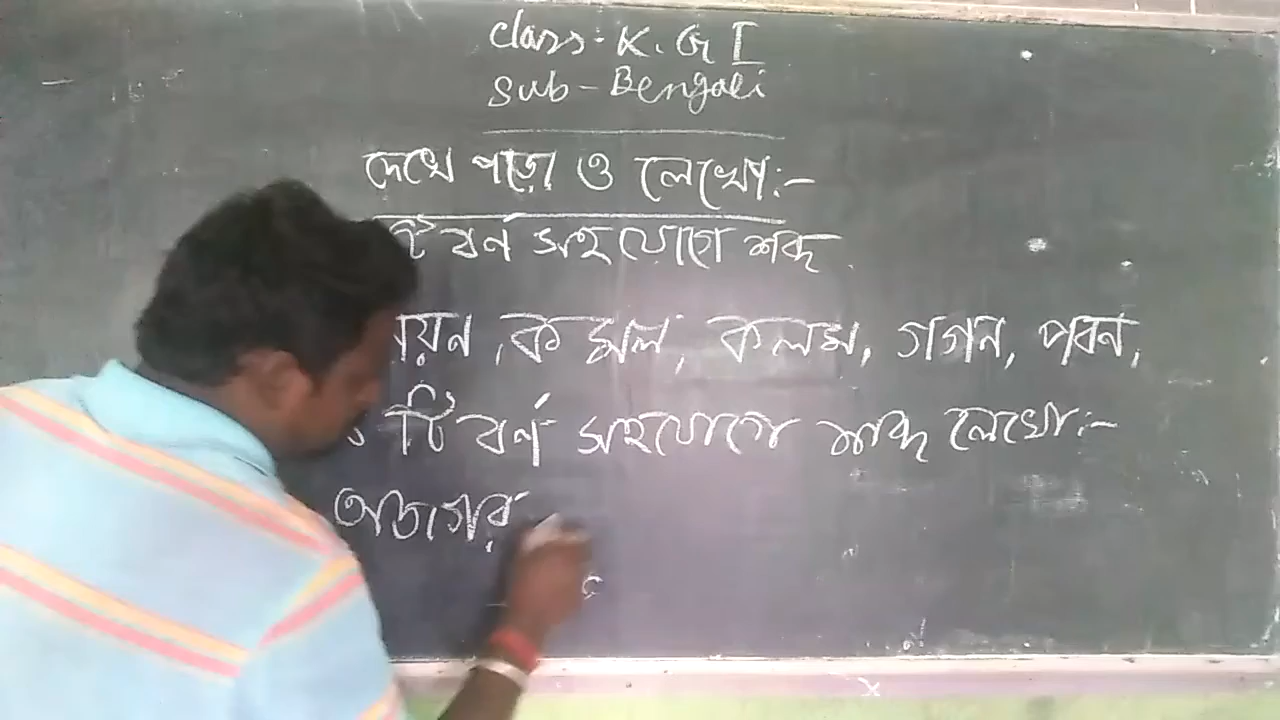 Class- K.G I
Sub- Bengali
দেখে পড়ো ও লেখো:-
টি বর্ণ সহযোগে শব্দ
য়ন, কমল, কলম, গগন, পবন,
টি বর্ণ সহযোগে শব্দ লেখো:-
অজগর